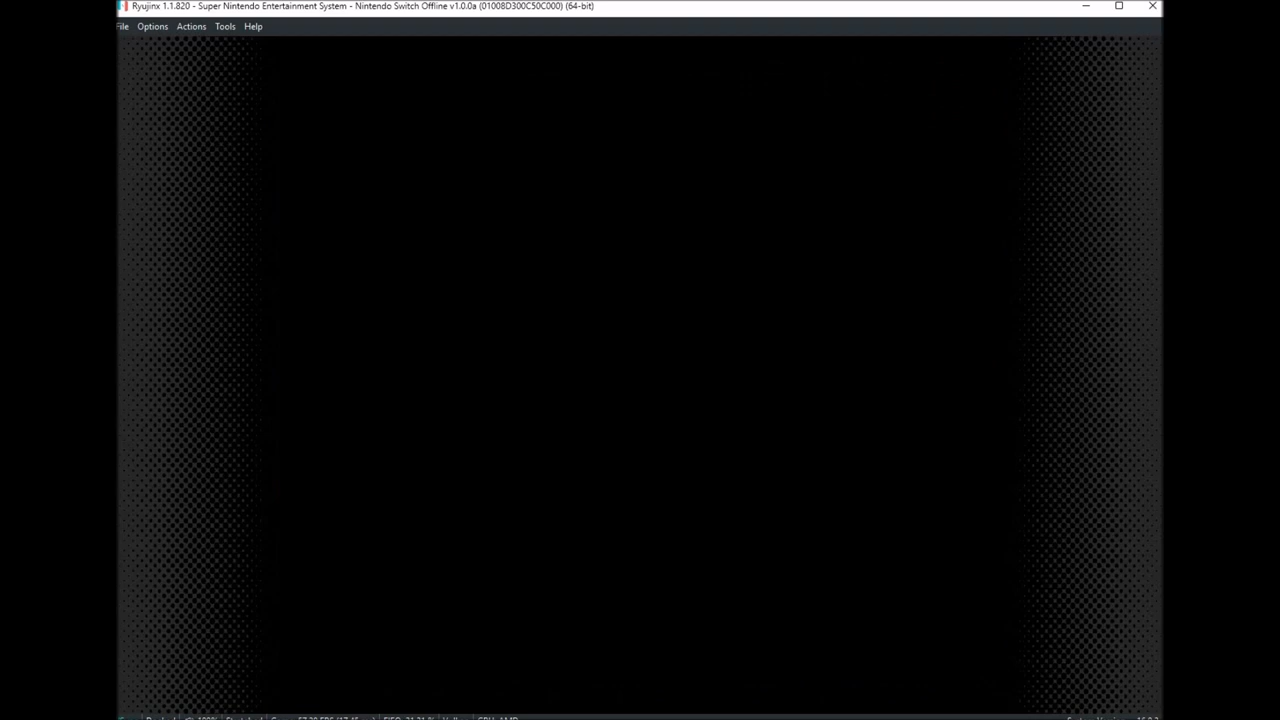 Ryujinx 1.1.820 - Super Nintendo Entertainment System - Nintendo Switch Offline v1.0.0a (01008D300C50C000) (64-bit)
File Options Actions Tools Help